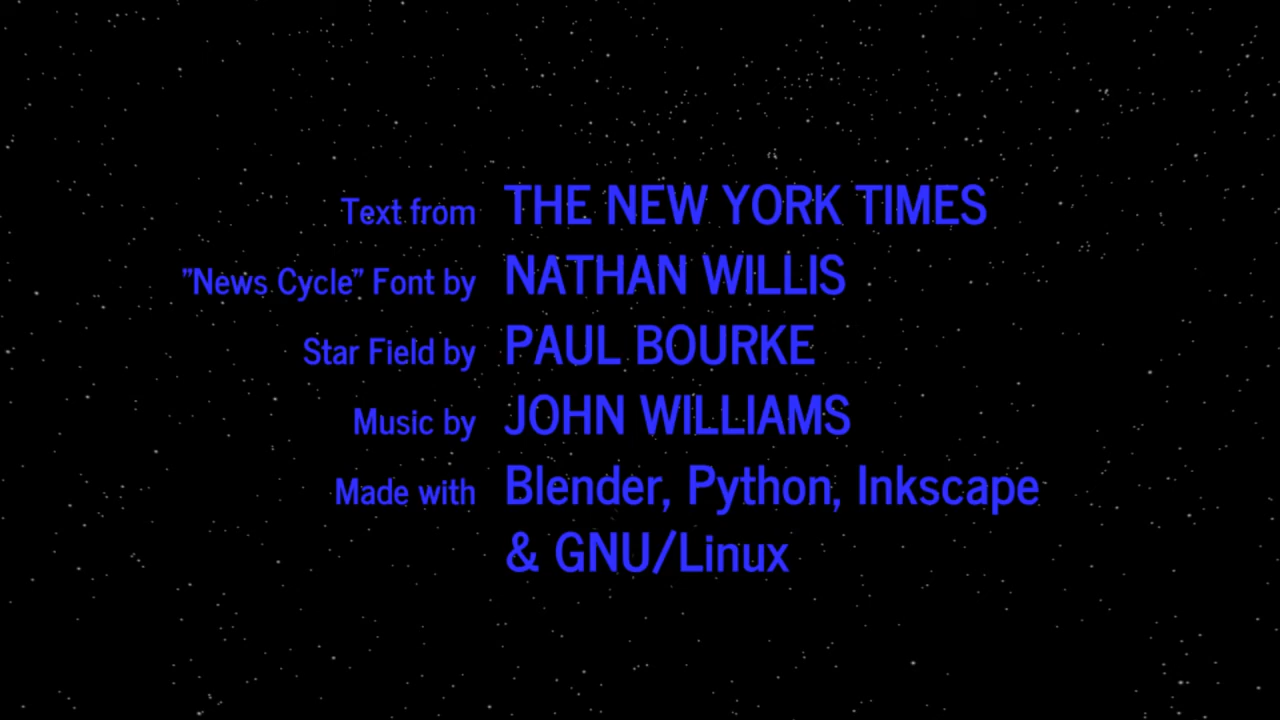 Text from THE NEW YORK TIMES
"News Cycle" Font by NATHAN WILLIS
Star Field by PAUL BOURKE
Music by JOHN WILLIAMS
Made with Blender, Python, Inkscape
& GNU/Linux